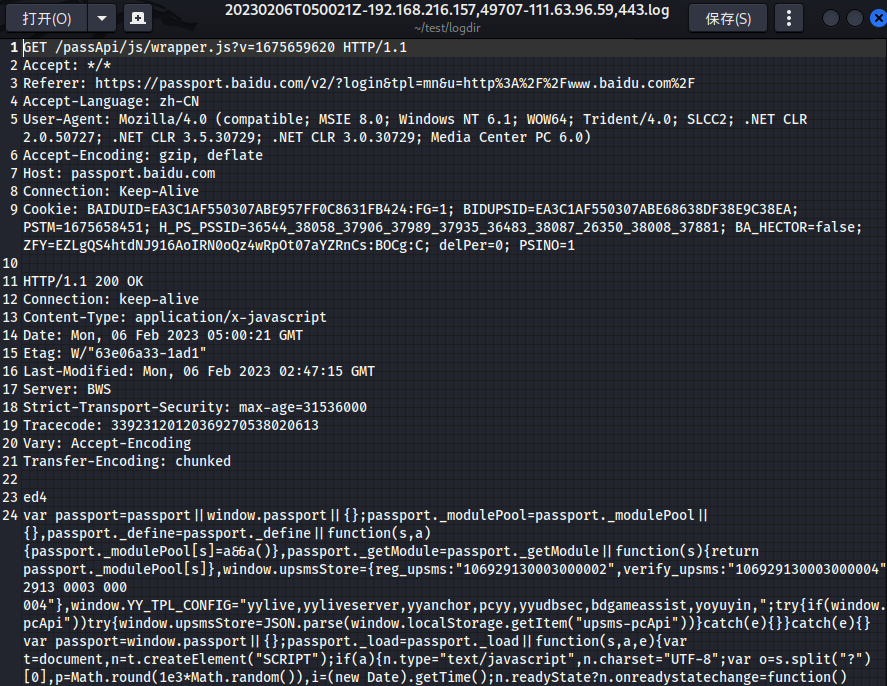 打开(O)
20230206T050021Z-192.168.216.157,49707-111.63.96.59,443.log
~/test/logdir
保存(S)
1 GET /passApi/js/wrapper.js?v=1675659620 HTTP/1.1
2 Accept: */*
3 Referer: https://passport.baidu.com/v2/?login&tpl=mn&u=http%3A%2F%2Fwww.baidu.com%2F
4 Accept-Language: zh-CN
5 User-Agent: Mozilla/4.0 (compatible; MSIE 8.0; Windows NT 6.1; WOW64; Trident/4.0; SLCC2; .NET CLR
2.0.50727; .NET CLR 3.5.30729; .NET CLR 3.0.30729; Media Center PC 6.0)
6 Accept-Encoding: gzip, deflate
7 Host: passport.baidu.com
8 Connection: Keep-Alive
9 Cookie: BAIDUID=EA3C1AF550307ABE957FF0C8631FB424:FG=1; BIDUPSID=EA3C1AF550307ABE68638DF38E9C38EA;
PSTM=1675658451; H_PS_PSSID=36544_38058_37906_37989_37935_36483_38087_26350_38008_37881; BA_HECTOR=false;
ZFY=EZLgQS4htdNJ916AoIRN0oQz4wRpOt07aYZRnCs:BOCg:C; delPer=0; PSINO=1
10
11 HTTP/1.1 200 OK
12 Connection: keep-alive
13 Content-Type: application/x-javascript
14 Date: Mon, 06 Feb 2023 05:00:21 GMT
15 Etag: W/"63e06a33-1ad1"
16 Last-Modified: Mon, 06 Feb 2023 02:47:15 GMT
17 Server: BWS
18 Strict-Transport-Security: max-age=31536000
19 Tracecode: 33923120120369270538020613
20 Vary: Accept-Encoding
21 Transfer-Encoding: chunked
22
23 ed4
24 var passport=passport||window.passport||{};passport._modulePool=passport._modulePool||
{},passport._define=passport._define||function(s,a)
{passport._modulePool[s]=a&&a()},passport._getModule=passport._getModule||function(s){return
passport._modulePool[s]},window.upsmsStore={reg_upsms:"106929130003000002",verify_upsms:"106929130003000004"
2913 0003 000
004"},window.YY_TPL_CONFIG="yylive,yyliveserver,yyanchor,pcyy,yyudbsec,bdgameassist,yoyuyin,";try{if(window.
pcApi"))try{window.upsmsStore=JSON.parse(window.localStorage.getItem("upsms-pcApi"))}catch(e){}}catch(e){}
var passport=window.passport||{};passport._load=passport._load||function(s,a,e){var
t=document,n=t.createElement("SCRIPT");if(a){n.type="text/javascript",n.charset="UTF-8";var o=s.split("?")
[0],p=Math.round(1e3*Math.random()),i=(new Date).getTime();n.readyState?n.onreadystatechange=function()